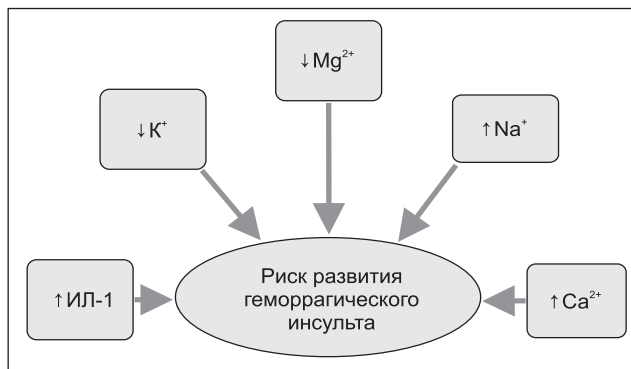 ↓Mg²⁺
↓K⁺
↑Na⁺
↑ИЛ-1
Риск развития
геморрагического
инсульта
↑Ca²⁺